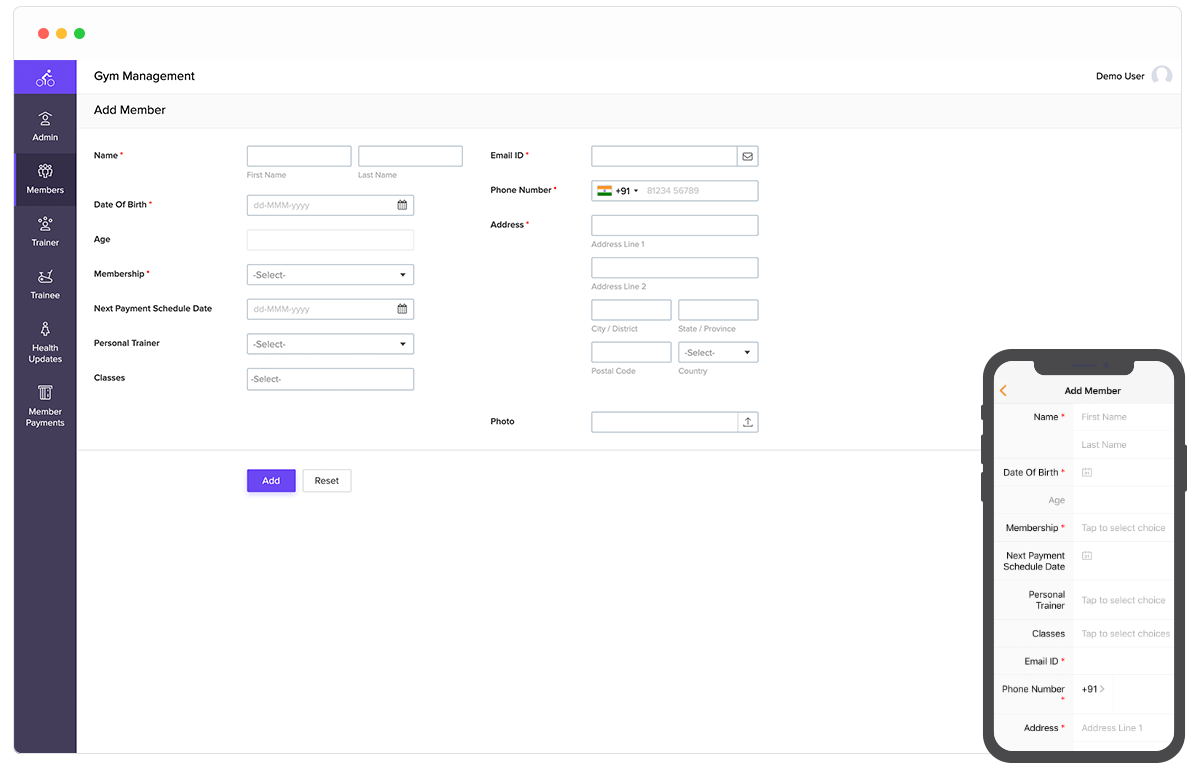 Gym Management
Demo User
Add Member
Admin
Members
Trainer
Trainee
Health
Updates
Member
Payments
Name *
First Name
Last Name
Date Of Birth *
dd-MMM-yyyy
Age
Membership *
-Select-
Next Payment Schedule Date
dd-MMM-yyyy
Personal Trainer
-Select-
Classes
-Select-
Email ID *
Phone Number *
+91
81234 56789
Address *
Address Line 1
Address Line 2
City / District
State / Province
-Select-
Postal Code
Country
Photo
Add
Reset
Add Member
Name *
First Name
Last Name
Date Of Birth *
Age
Membership *
Tap to select choice
Next Payment
Schedule Date
Personal
Trainer
Tap to select choice
Classes
Tap to select choices
Email ID *
Phone Number
*
+91
Address *
Address Line 1